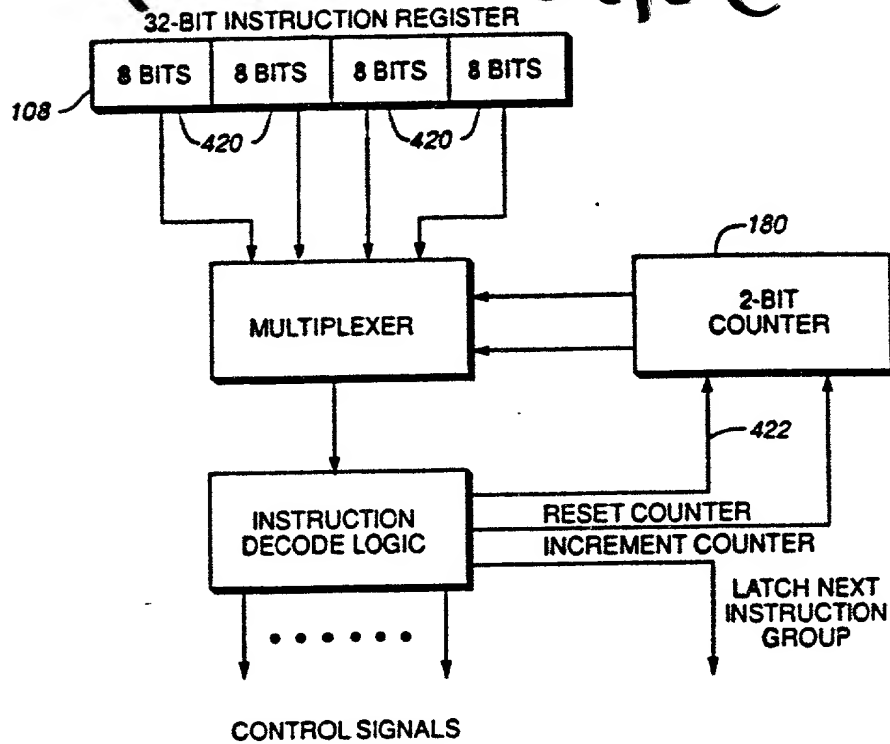 32-BIT INSTRUCTION REGISTER
8 BITS 8 BITS 8 BITS 8 BITS
108
420 420
180
2-BIT
COUNTER
MULTIPLEXER
422
INSTRUCTION
DECODE LOGIC
RESET COUNTER
INCREMENT COUNTER
LATCH NEXT
INSTRUCTION
GROUP
CONTROL SIGNALS